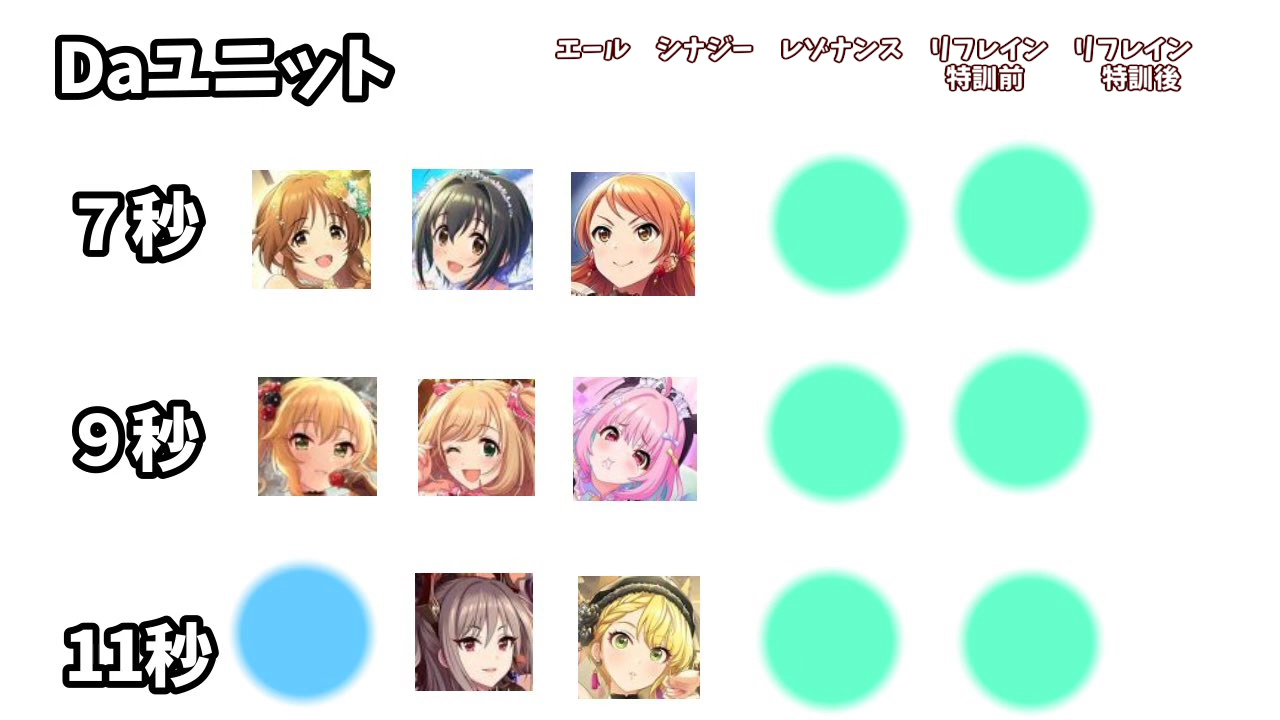 Daユニット
エール シナジー レゾナンス リフレイン リフレイン
特訓前 特訓後
7秒
9秒
11秒